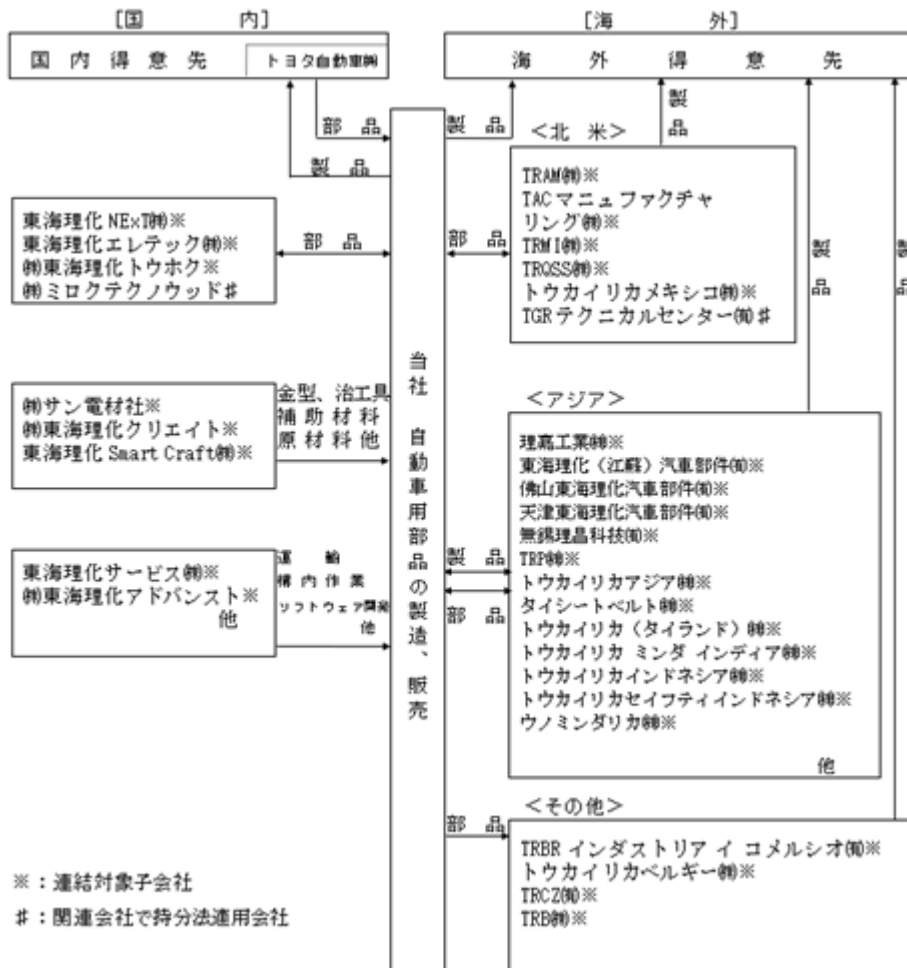 [国　内]
国内得意先
トヨタ自動車㈱
部品
製品
東海理化NExT㈱※
東海理化エレテック㈱※
㈱東海理化トウホク※
㈱ミロクテクノウッド♯
部品
㈱サン電材社※
㈱東海理化クリエイト※
東海理化Smart Craft㈱※
金型、治工具
補助材料
原材料他
東海理化サービス㈱※
㈱東海理化アドバンスト※
他
運輸
構内作業
ソフトウェア開発
他
※：連結対象子会社
♯：関連会社で持分法適用会社
当社　自動車用部品の製造、販売
[海　外]
海外得意先
製品
製品
＜北米＞
TRAM㈱※
TACマニュファクチャ
リング㈱※
TRMI㈱※
TRQSS㈱※
トウカイリカメキシコ㈱※
TGRテクニカルセンター㈲♯
部品
製品
製品
＜アジア＞
理嘉工業㈱※
東海理化（江蘇）汽車部件㈲※
佛山東海理化汽車部件㈲※
天津東海理化汽車部件㈲※
無錫理昌科技㈲※
TRP㈱※
トウカイリカアジア㈱※
タイシートベルト㈱※
トウカイリカ（タイランド）㈱※
トウカイリカ ミンダ インディア㈱※
トウカイリカインドネシア㈱※
トウカイリカセイフティインドネシア㈱※
ウノミンダリカ㈱※
他
製品
部品
＜その他＞
部品
TRBR インダストリア イ コメルシオ㈲※
トウカイリカベルギー㈱※
TRCZ㈲※
TRB㈱※